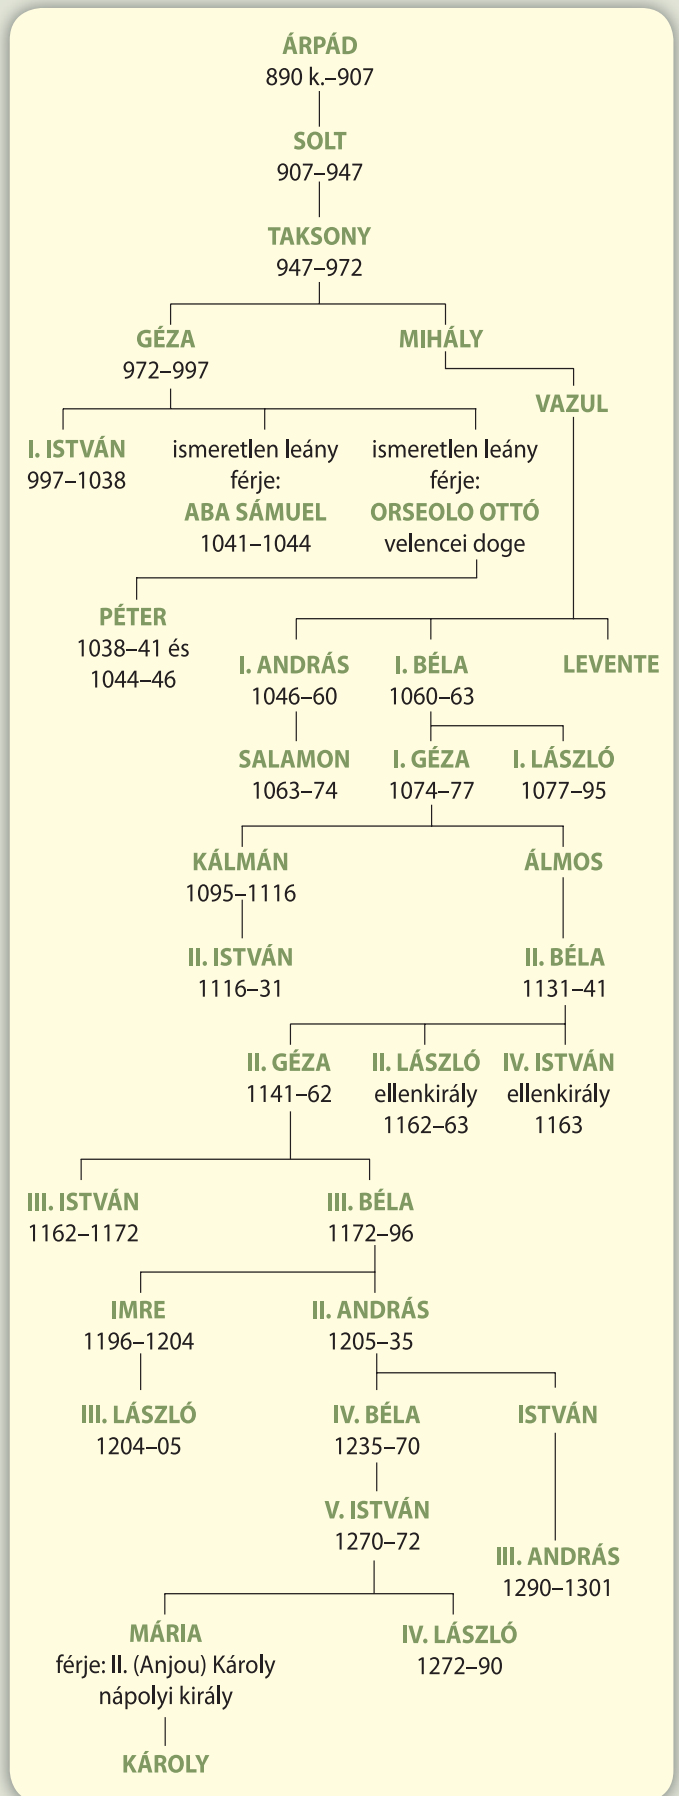 ÁRPÁD
890 k.–907
SOLT
907–947
TAKSONY
947–972
GÉZA
972–997
MIHÁLY
VAZUL
I. ISTVÁN
997–1038
ismeretlen leány
férje:
ABA SÁMUEL
1041–1044
ismeretlen leány
férje:
ORSEOLO OTTÓ
velencei doge
PÉTER
1038–41 és
1044–46
I. ANDRÁS
1046–60
I. BÉLA
1060–63
LEVENTE
SALAMON
1063–74
I. GÉZA
1074–77
I. LÁSZLÓ
1077–95
KÁLMÁN
1095–1116
ÁLMOS
II. ISTVÁN
1116–31
II. BÉLA
1131–41
II. GÉZA
1141–62
II. LÁSZLÓ
ellenkirály
1162–63
IV. ISTVÁN
ellenkirály
1163
III. ISTVÁN
1162–1172
III. BÉLA
1172–96
IMRE
1196–1204
II. ANDRÁS
1205–35
III. LÁSZLÓ
1204–05
IV. BÉLA
1235–70
ISTVÁN
V. ISTVÁN
1270–72
III. ANDRÁS
1290–1301
MÁRIA
férje: II. (Anjou) Károly
nápolyi király
IV. LÁSZLÓ
1272–90
KÁROLY